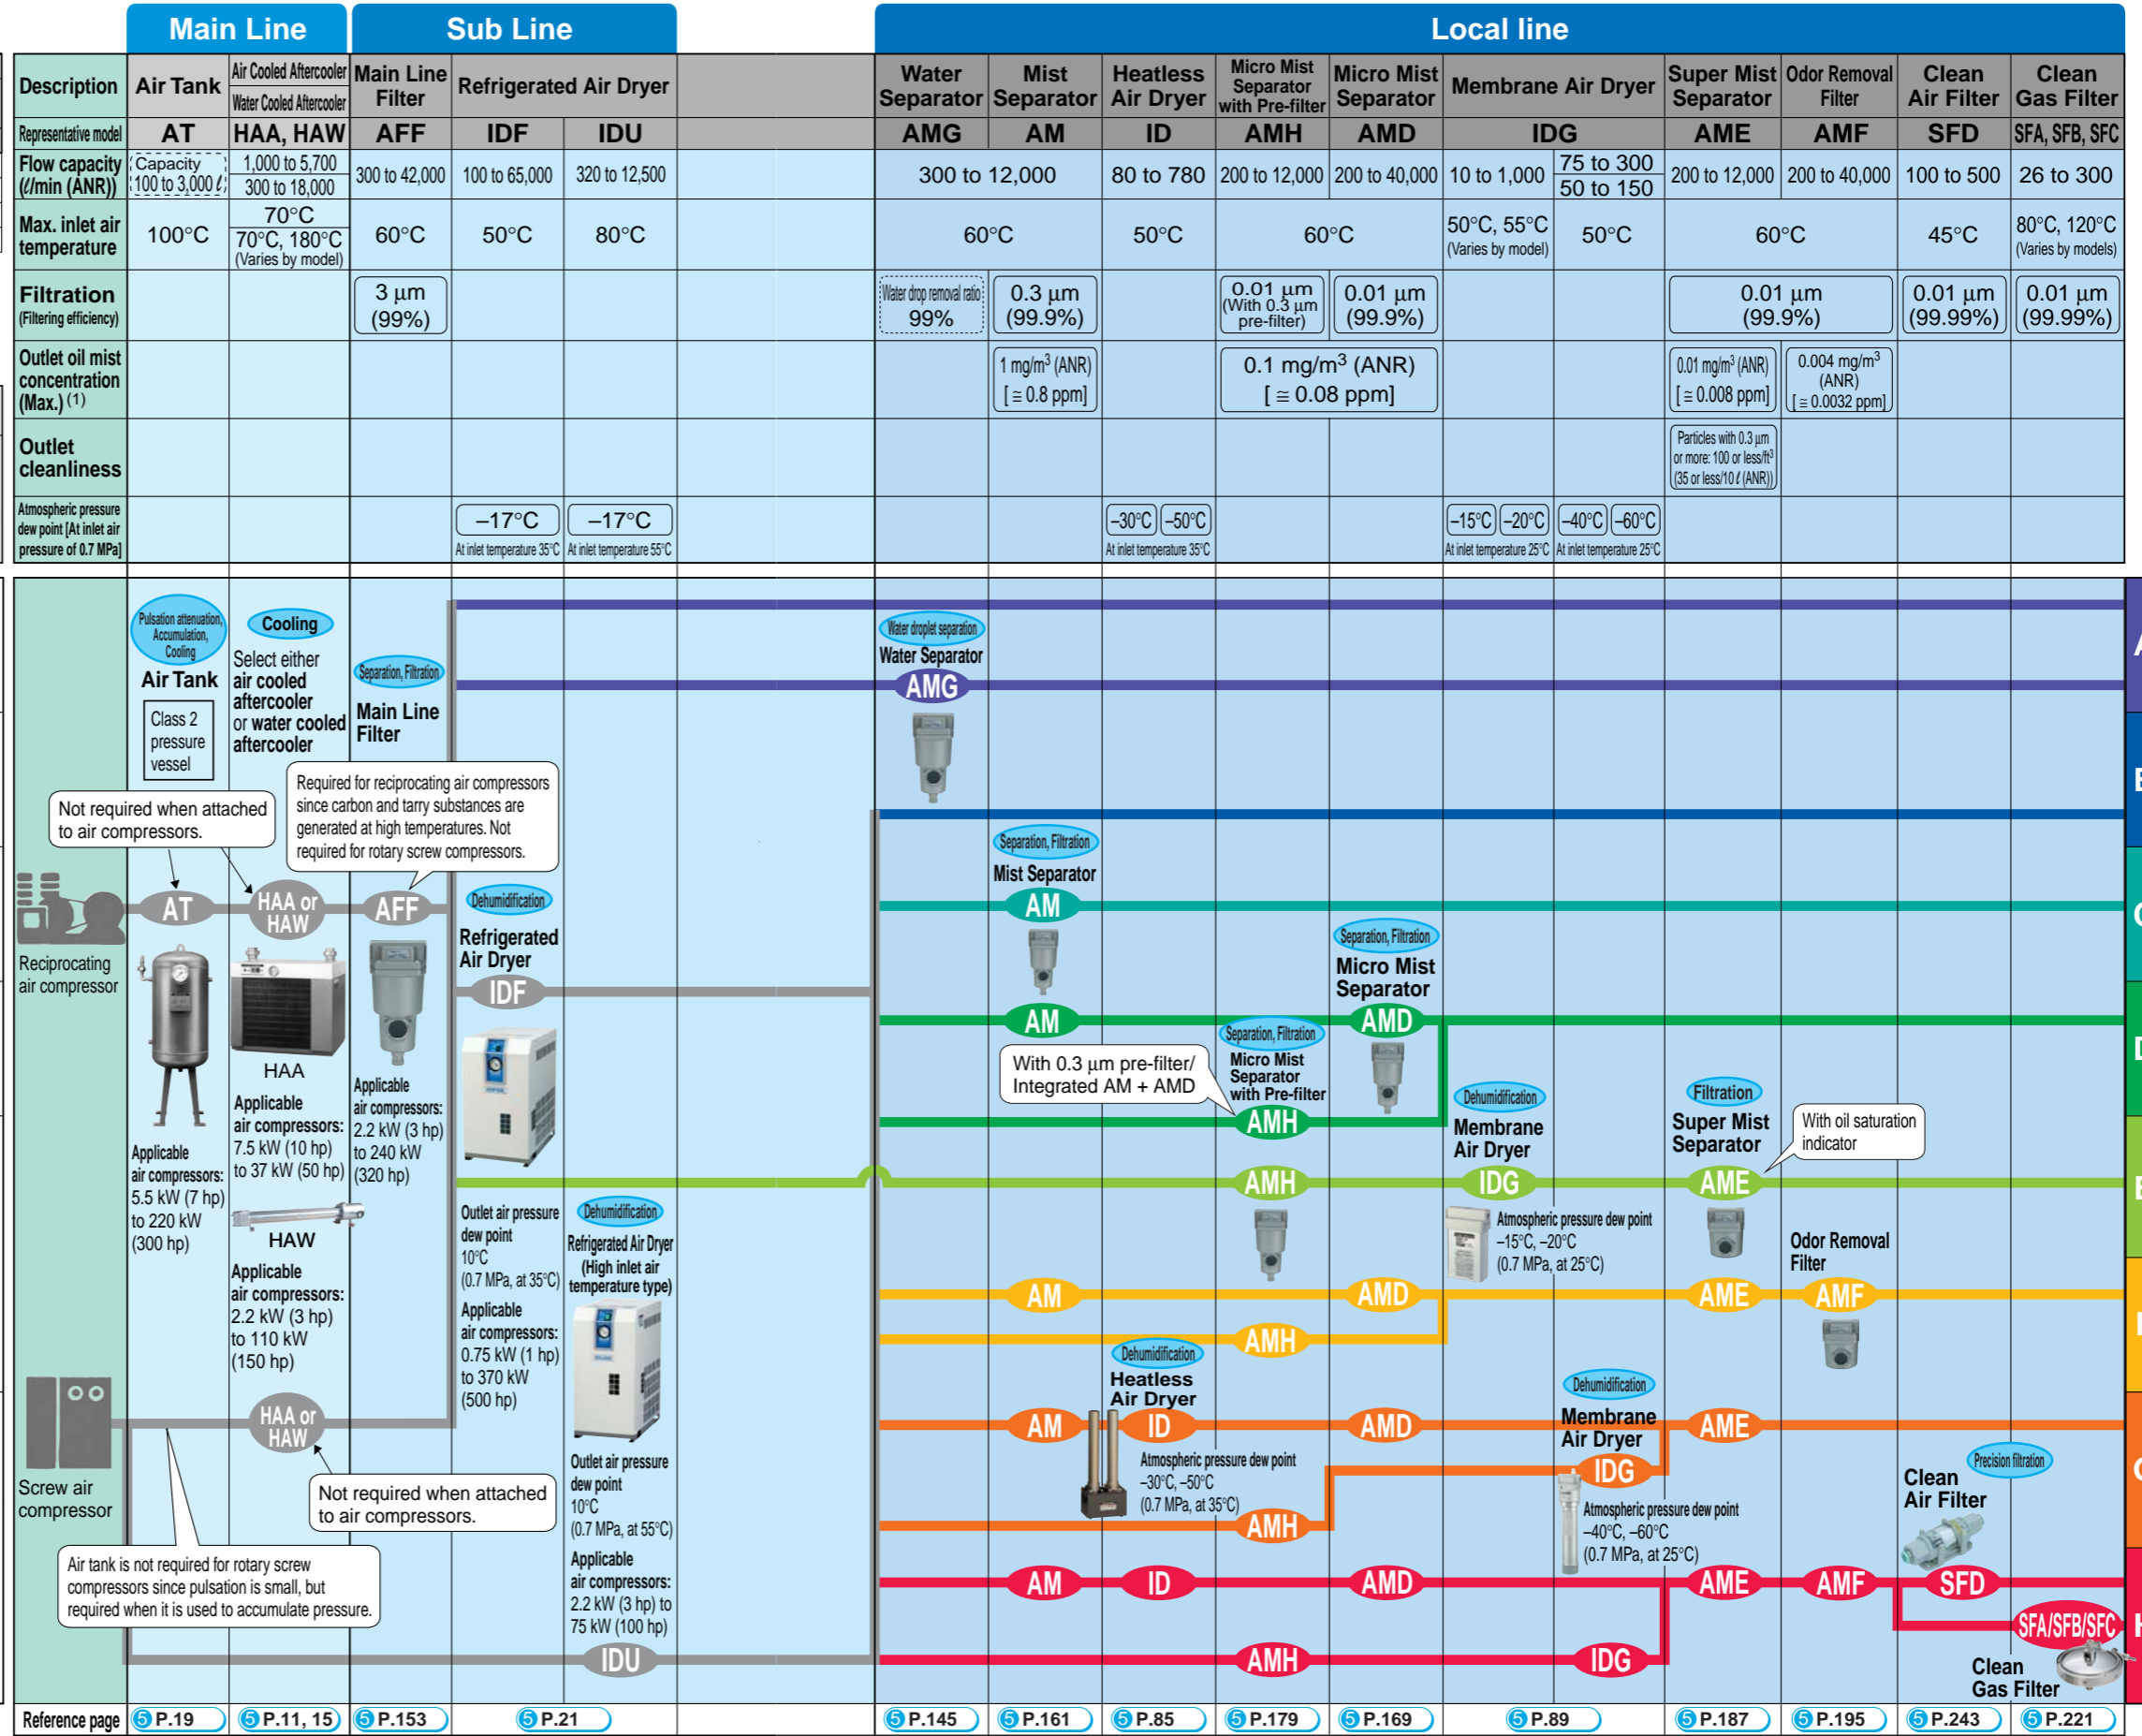 Main Line
Sub Line
Local line
Description
Air Tank
Air Cooled Aftercooler
Water Cooled Aftercooler
Main Line
Filter
Refrigerated Air Dryer
Water
Separator
Mist
Separator
Heatless
Air Dryer
Micro Mist
Separator
with Pre-filter
Micro Mist
Separator
Membrane Air Dryer
Super Mist
Separator
Odor Removal
Filter
Clean
Air Filter
Clean
Gas Filter
Representative model
AT
HAA, HAW
AFF
IDF
IDU
AMG
AM
ID
AMH
AMD
IDG
AME
AMF
SFD
SFA, SFB, SFC
Flow capacity
(ℓ/min (ANR))
Capacity
100 to 3,000 ℓ
1,000 to 5,700
300 to 18,000
300 to 42,000
100 to 65,000
320 to 12,500
300 to 12,000
80 to 780
200 to 12,000
200 to 40,000
10 to 1,000
75 to 300
50 to 150
200 to 12,000
200 to 40,000
100 to 500
26 to 300
Max. inlet air
temperature
100°C
70°C
70°C, 180°C
(Varies by model)
60°C
50°C
80°C
60°C
50°C
60°C
50°C, 55°C
(Varies by model)
50°C
60°C
45°C
80°C, 120°C
(Varies by models)
Filtration
(Filtering efficiency)
3 µm
(99%)
Water drop removal ratio
99%
0.3 µm
(99.9%)
0.01 µm
(With 0.3 µm
pre-filter)
0.01 µm
(99.9%)
0.01 µm
(99.9%)
0.01 µm
(99.99%)
0.01 µm
(99.99%)
Outlet oil mist
concentration
(Max.) (1)
1 mg/m³ (ANR)
[ ≅ 0.8 ppm]
0.1 mg/m³ (ANR)
[ ≅ 0.08 ppm]
0.01 mg/m³ (ANR)
[ ≅ 0.008 ppm]
0.004 mg/m³
(ANR)
[ ≅ 0.0032 ppm]
Outlet
cleanliness
Particles with 0.3 µm
or more: 100 or less/ft³
(35 or less/10 ℓ (ANR))
Atmospheric pressure
dew point [At inlet air
pressure of 0.7 MPa]
–17°C
At inlet temperature 35°C
–17°C
At inlet temperature 55°C
–30°C
–50°C
At inlet temperature 35°C
–15°C
–20°C
At inlet temperature 25°C
–40°C
–60°C
At inlet temperature 25°C
Pulsation attenuation,
Accumulation,
Cooling
Air Tank
Class 2
pressure
vessel
Cooling
Select either
air cooled
aftercooler
or water cooled
aftercooler
Separation, Filtration
Main Line
Filter
Water droplet separation
Water Separator
AMG
Not required when attached
to air compressors.
Required for reciprocating air compressors
since carbon and tarry substances are
generated at high temperatures. Not
required for rotary screw compressors.
Reciprocating
air compressor
AT
HAA or
HAW
AFF
Dehumidification
Refrigerated
Air Dryer
IDF
Separation, Filtration
Mist Separator
AM
Separation, Filtration
Micro Mist
Separator
AM
AMD
With 0.3 µm pre-filter/
Integrated AM + AMD
Separation, Filtration
Micro Mist
Separator
with Pre-filter
AMH
HAA
Applicable
air compressors:
7.5 kW (10 hp)
to 37 kW (50 hp)
Applicable
air compressors:
2.2 kW (3 hp)
to 240 kW
(320 hp)
Applicable
air compressors:
5.5 kW (7 hp)
to 220 kW
(300 hp)
HAW
Applicable
air compressors:
2.2 kW (3 hp)
to 110 kW
(150 hp)
Dehumidification
Membrane
Air Dryer
Filtration
Super Mist
Separator
With oil saturation
indicator
AMH
IDG
AME
Atmospheric pressure dew point
–15°C, –20°C
(0.7 MPa, at 25°C)
Outlet air pressure
dew point
10°C
(0.7 MPa, at 35°C)
Applicable
air compressors:
0.75 kW (1 hp)
to 370 kW
(500 hp)
Dehumidification
Refrigerated Air Dryer
(High inlet air
temperature type)
Odor Removal
Filter
AM
AMD
AME
AMF
AMH
Dehumidification
Heatless
Air Dryer
Dehumidification
Membrane
Air Dryer
AM
ID
AMD
AME
IDG
Atmospheric pressure dew point
–30°C, –50°C
(0.7 MPa, at 35°C)
AMH
Atmospheric pressure dew point
–40°C, –60°C
(0.7 MPa, at 25°C)
Precision filtration
Clean
Air Filter
Screw air
compressor
HAA or
HAW
Not required when attached
to air compressors.
Air tank is not required for rotary screw
compressors since pulsation is small, but
required when it is used to accumulate pressure.
Outlet air pressure
dew point
10°C
(0.7 MPa, at 55°C)
Applicable
air compressors:
2.2 kW (3 hp) to
75 kW (100 hp)
IDU
AM
ID
AMD
AME
AMF
SFD
SFA/SFB/SFC
AMH
IDG
Clean
Gas Filter
Reference page
5 P.19
5 P.11, 15
5 P.153
5 P.21
5 P.145
5 P.161
5 P.85
5 P.179
5 P.169
5 P.89
5 P.187
5 P.195
5 P.243
5 P.221